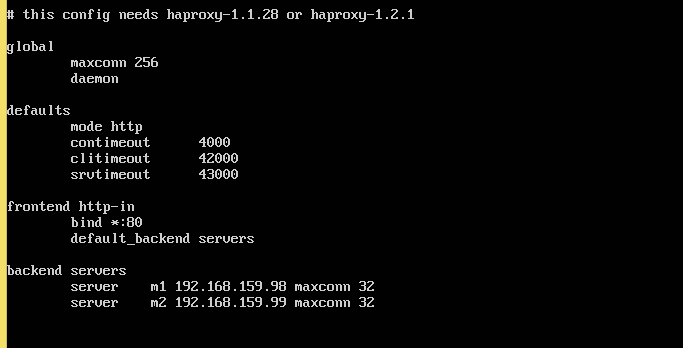 # this config needs haproxy-1.1.28 or haproxy-1.2.1
global
maxconn 256
daemon
defaults
mode http
contimeout 4000
clitimeout 42000
srvtimeout 43000
frontend http-in
bind *:80
default_backend servers
backend servers
server m1 192.168.159.98 maxconn 32
server m2 192.168.159.99 maxconn 32